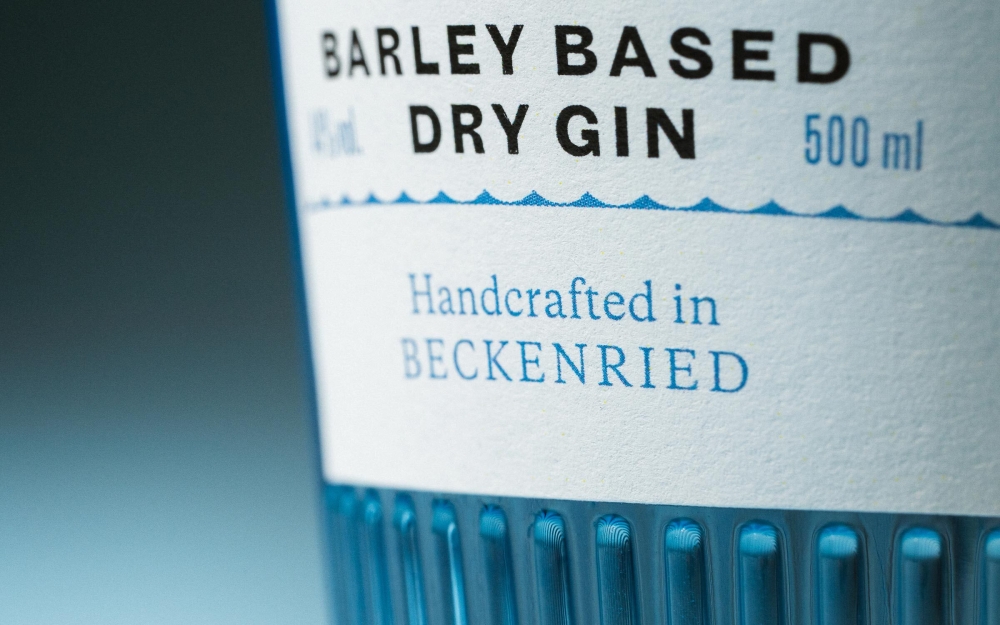 BARLEY BASED
DRY GIN
500 ml
Handcrafted in
BECKENRIED